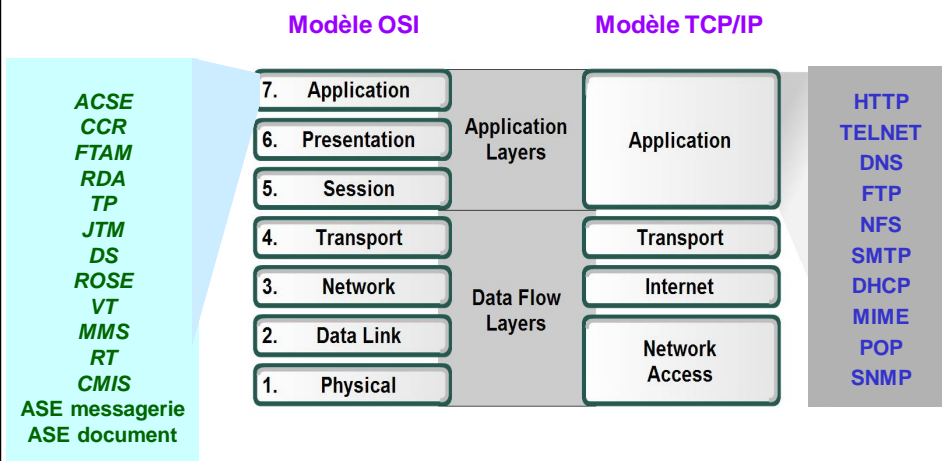 Modèle OSI
Modèle TCP/IP
ACSE
CCR
FTAM
RDA
TP
JTM
DS
ROSE
VT
MMS
RT
CMIS
ASE messagerie
ASE document
7. Application
6. Presentation
5. Session
4. Transport
3. Network
2. Data Link
1. Physical
Application
Layers
Data Flow
Layers
Application
Transport
Internet
Network
Access
HTTP
TELNET
DNS
FTP
NFS
SMTP
DHCP
MIME
POP
SNMP